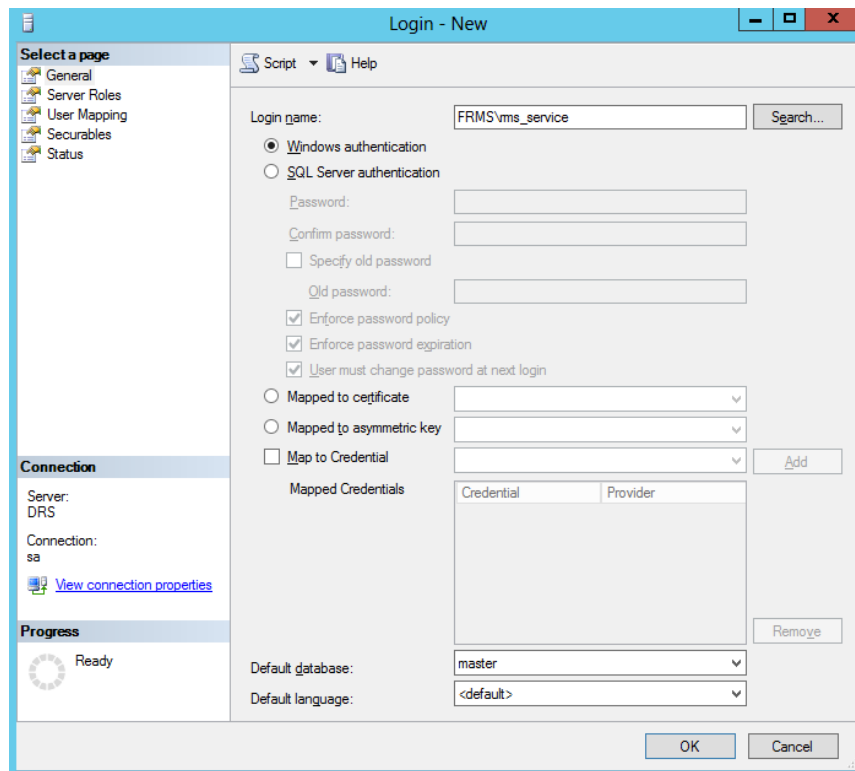 Login - New
Select a page
General
Server Roles
User Mapping
Securables
Status
Script Help
Login name: FRMS\rms_service Search...
Windows authentication
SQL Server authentication
Password:
Confirm password:
Specify old password
Old password:
Enforce password policy
Enforce password expiration
User must change password at next login
Mapped to certificate
Mapped to asymmetric key
Map to Credential Add
Mapped Credentials Credential Provider
Remove
Default database: master
Default language: <default>
Connection
Server:
DRS
Connection:
sa
View connection properties
Progress
Ready
OK Cancel